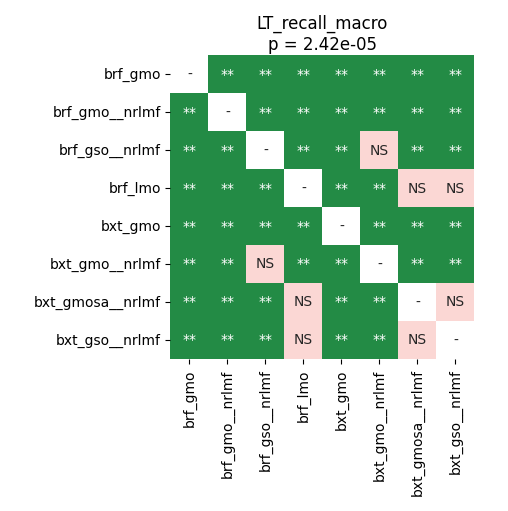 LT_recall_macro
p = 2.42e-05
brf_gmo - ** ** ** ** ** ** **
brf_gmo__nrlmf ** - ** ** ** ** ** **
brf_gso__nrlmf ** ** - ** ** NS ** **
brf_lmo ** ** ** - ** ** NS NS
bxt_gmo ** ** ** ** - ** ** **
bxt_gmo__nrlmf ** ** NS ** ** - ** **
bxt_gmosa__nrlmf ** ** ** NS ** ** - NS
bxt_gso__nrlmf ** ** ** NS ** ** NS -
brf_gmo
brf_gmo__nrlmf
brf_gso__nrlmf
brf_lmo
bxt_gmo
bxt_gmo__nrlmf
bxt_gmosa__nrlmf
bxt_gso__nrlmf